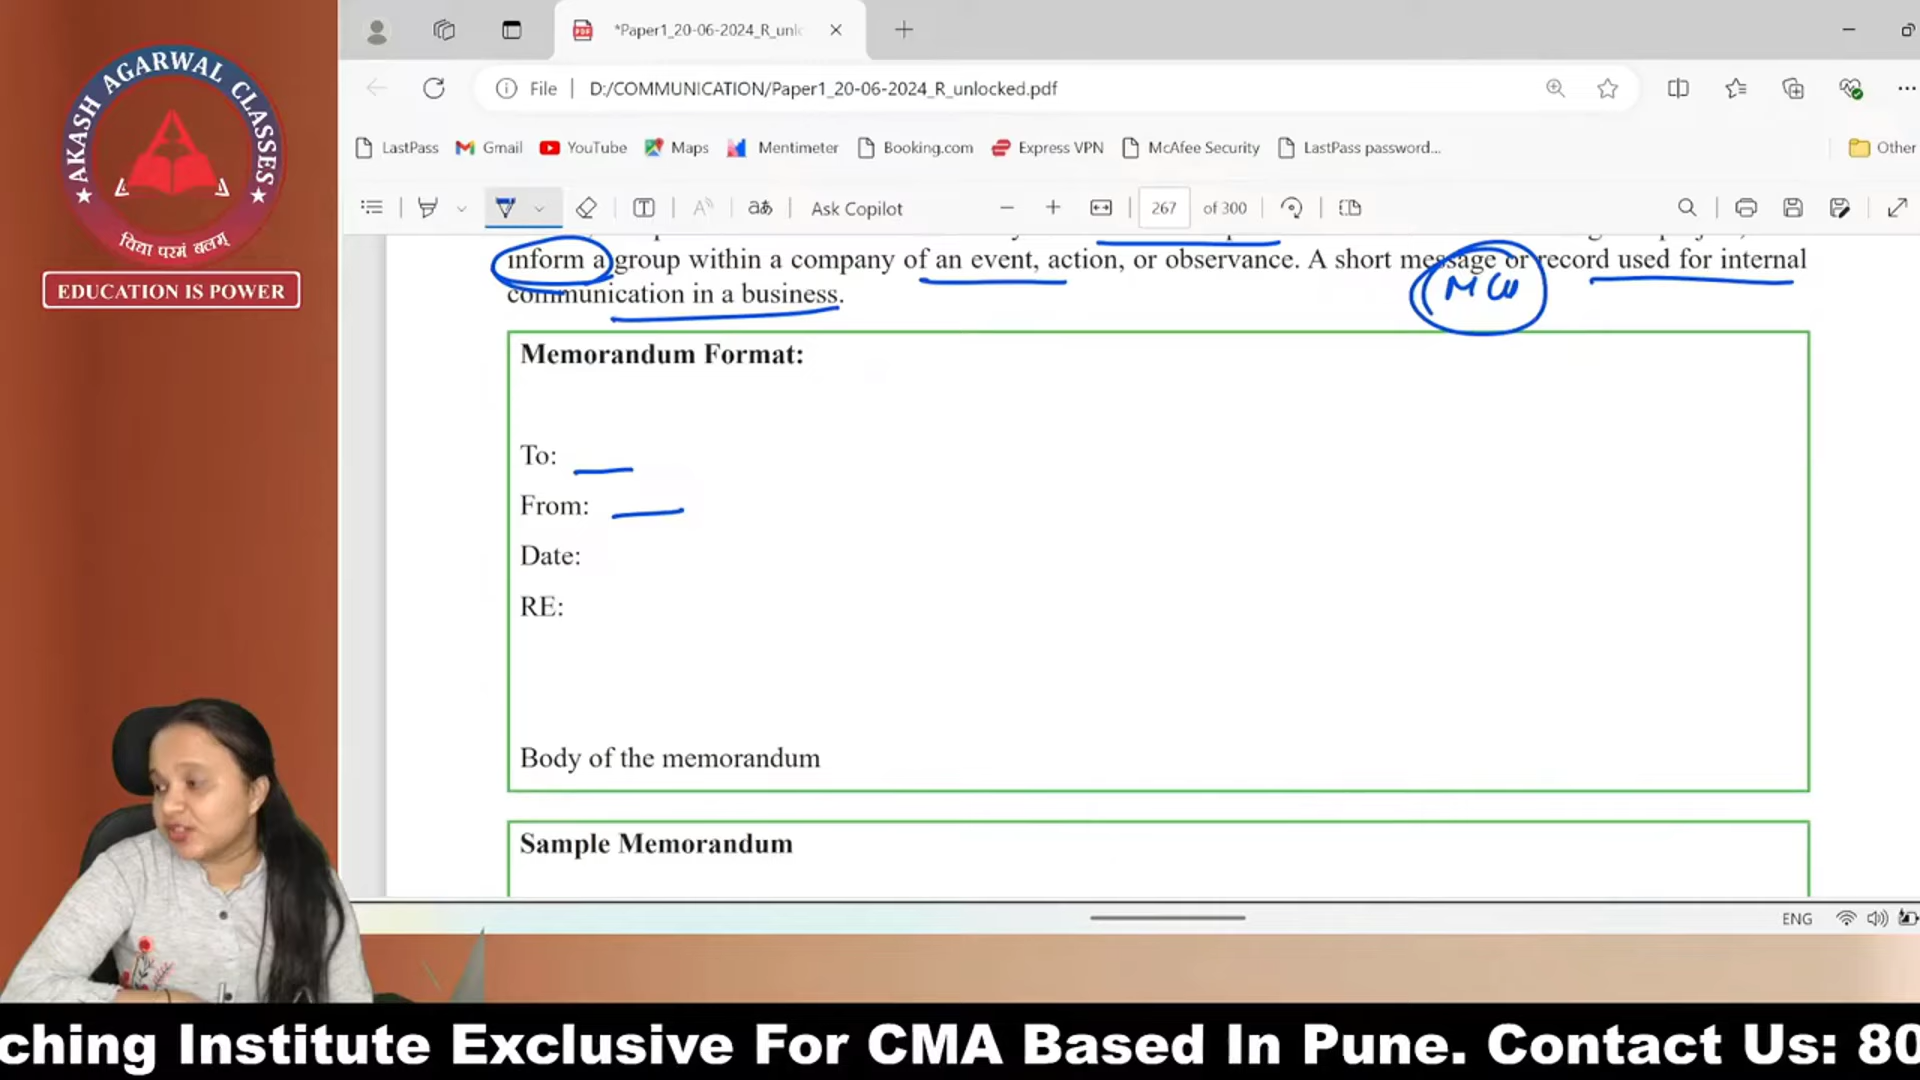 AKASH AGARWAL CLASSES
विद्या परमं बलम्
EDUCATION IS POWER
*Paper1_20-06-2024_R_unlo
File
D:/COMMUNICATION/Paper1_20-06-2024_R_unlocked.pdf
LastPass
Gmail
YouTube
Maps
Mentimeter
Booking.com
Express VPN
McAfee Security
LastPass password...
Other
aあ
Ask Copilot
267
of 300
inform a group within a company of an event, action, or observance. A short message or record used for internal
communication in a business.
Memorandum Format:
To:
From:
Date:
RE:
Body of the memorandum
Sample Memorandum
ENG
ching Institute Exclusive For CMA Based In Pune. Contact Us: 80